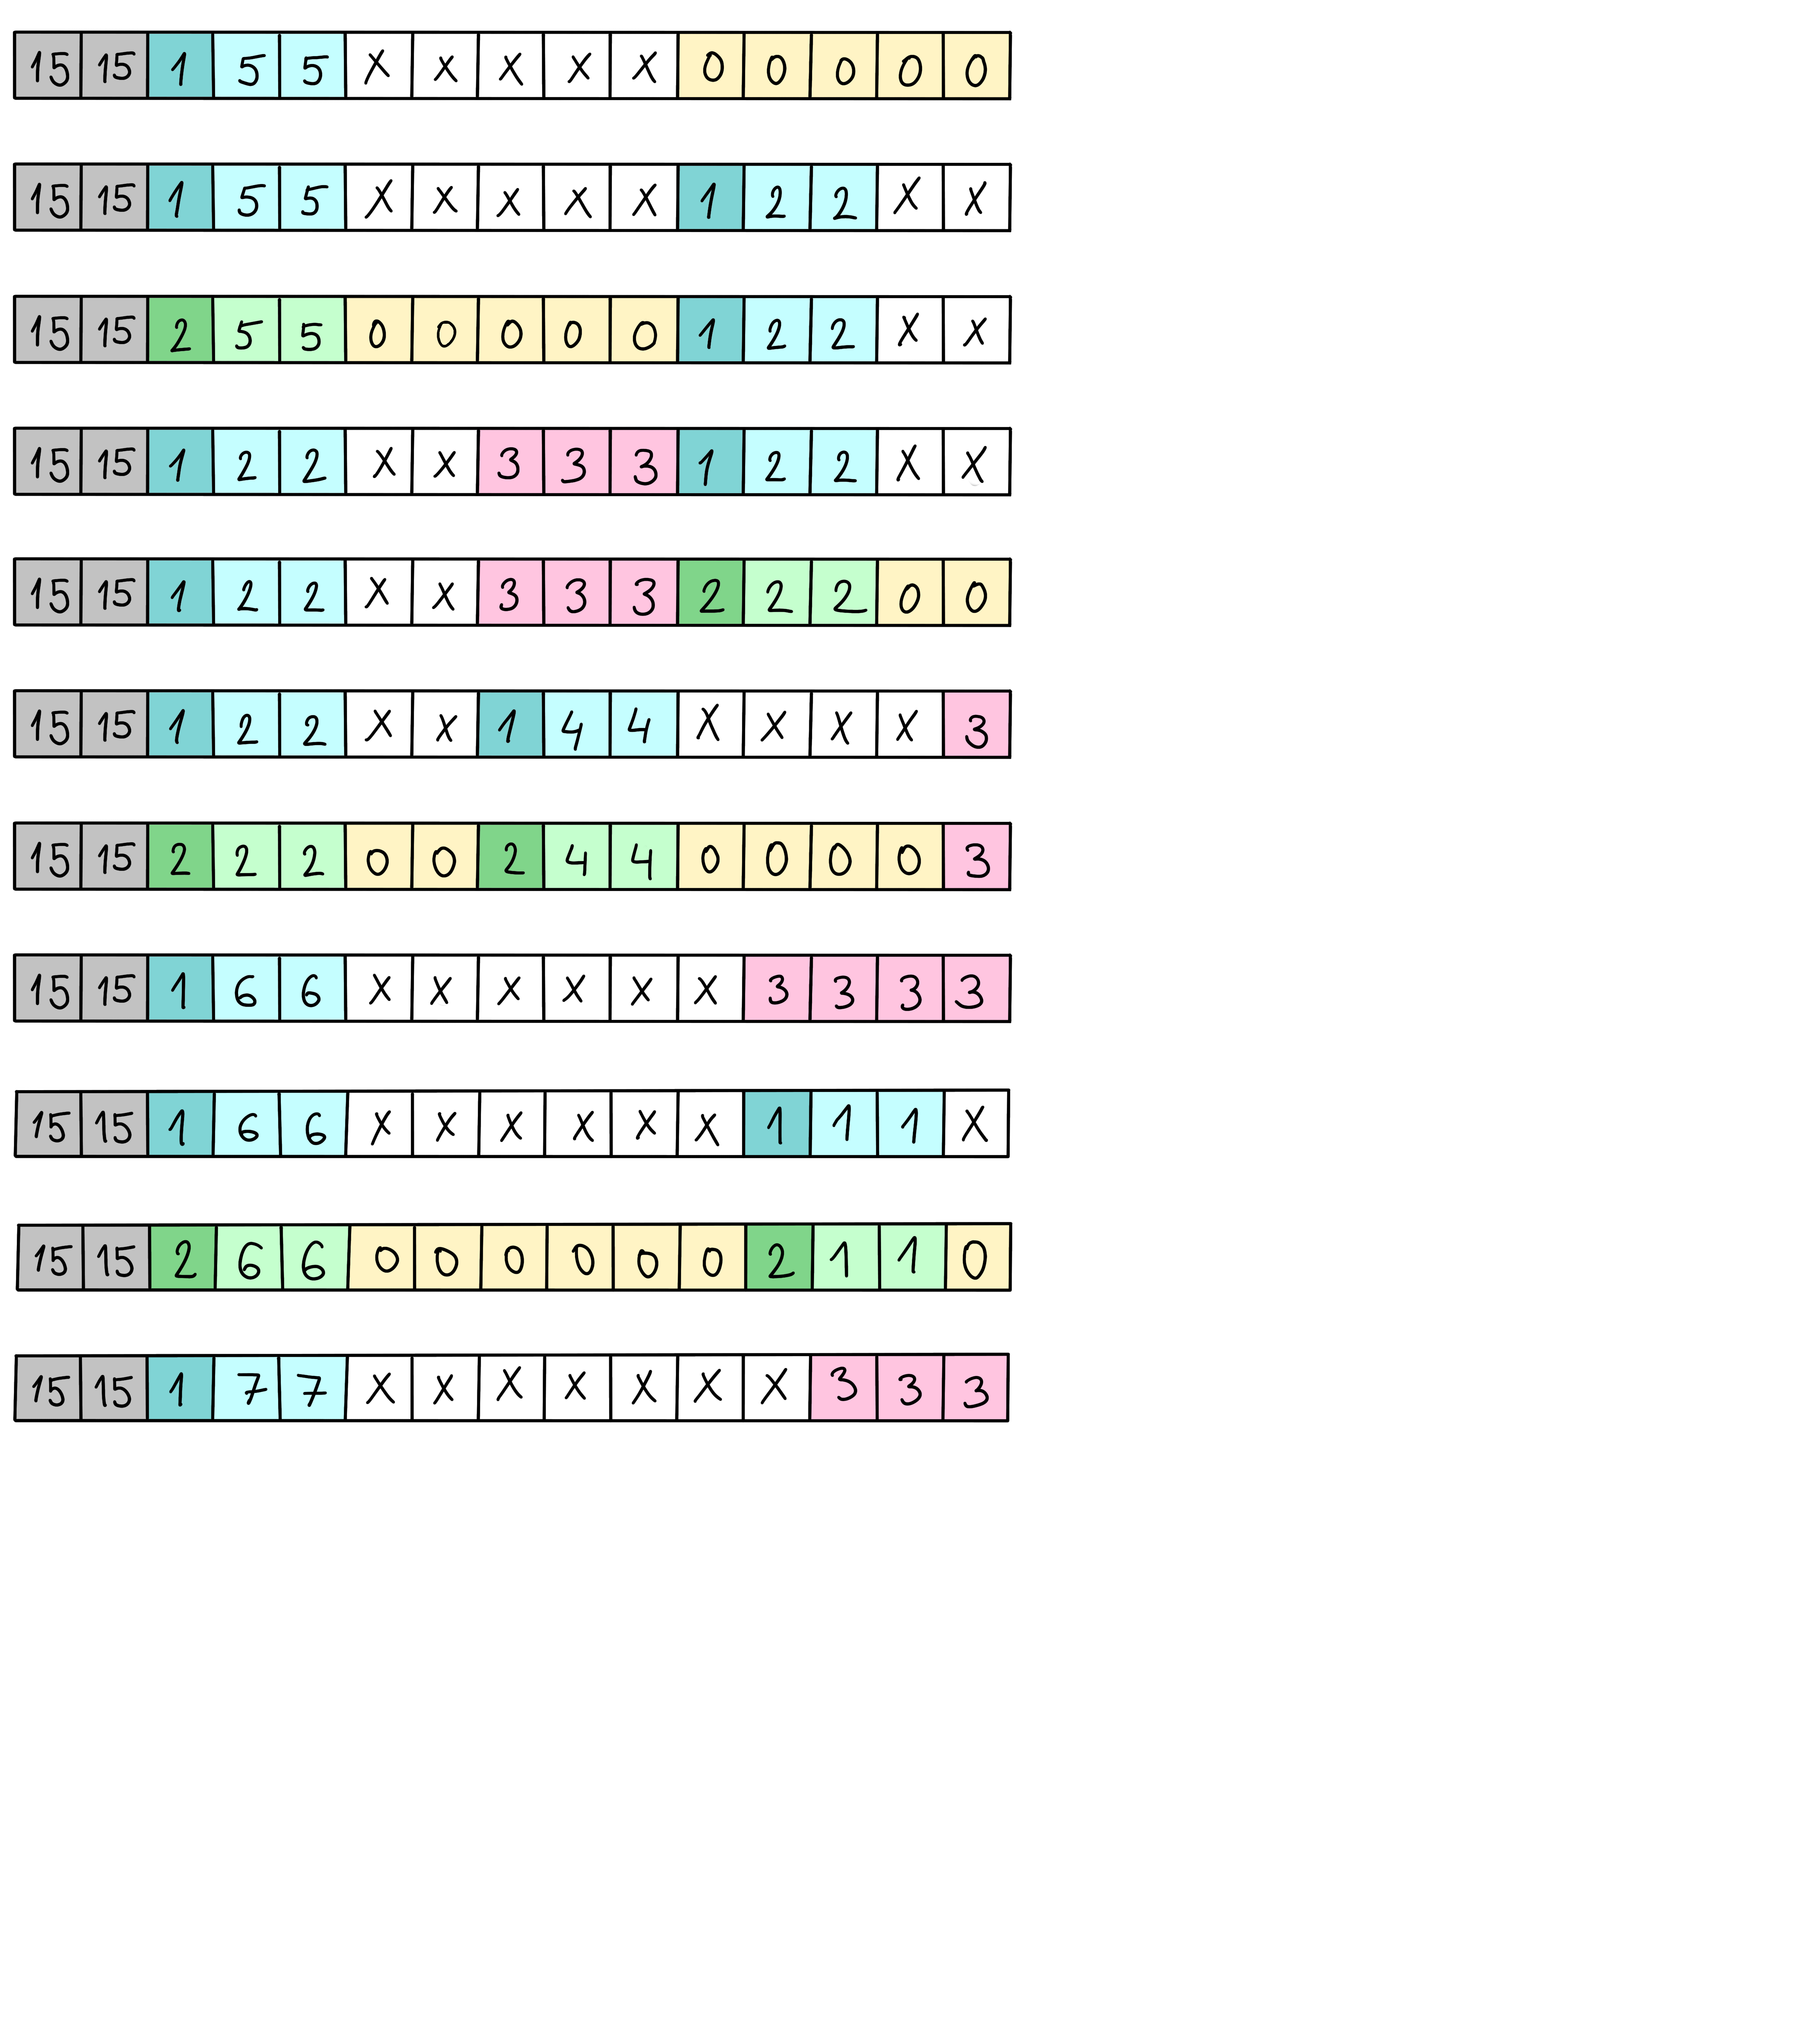 15 15 1 5 5 X X X X X 0 0 0 0 0
15 15 1 5 5 X X X X X 1 2 2 X X
15 15 2 5 5 0 0 0 0 0 1 2 2 X X
15 15 1 2 2 X X 3 3 3 1 2 2 X X
15 15 1 2 2 X X 3 3 3 2 2 2 0 0
15 15 1 2 2 X X 1 4 4 X X X X 3
15 15 2 2 2 0 0 2 4 4 0 0 0 0 3
15 15 1 6 6 X X X X X X 3 3 3 3
15 15 1 6 6 X X X X X X 1 1 1 X
15 15 2 6 6 0 0 0 0 0 0 2 1 1 0
15 15 1 7 7 X X X X X X X 3 3 3